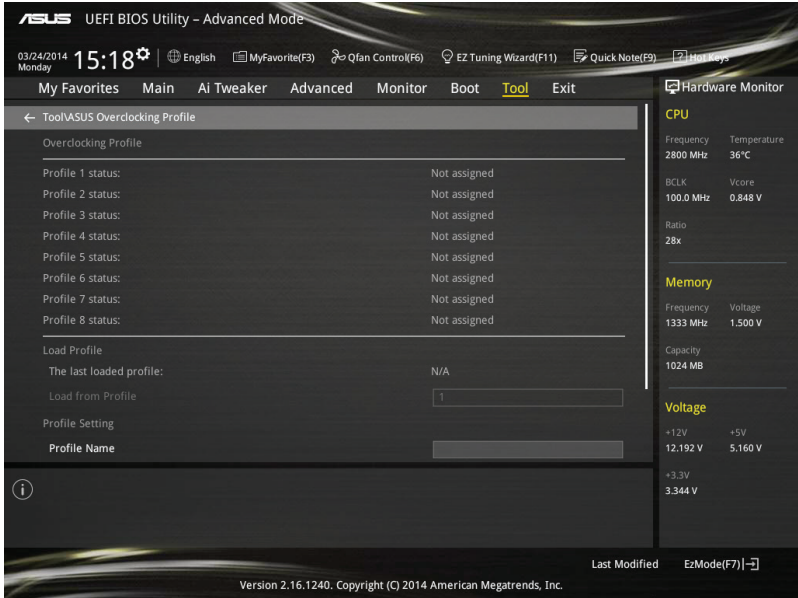 ASUS UEFI BIOS Utility – Advanced Mode
03/24/2014
Monday
15:18
English
MyFavorite(F3)
Qfan Control(F6)
EZ Tuning Wizard(F11)
Quick Note(F9)
? Hot Keys
My Favorites
Main
Ai Tweaker
Advanced
Monitor
Boot
Tool
Exit
Hardware Monitor
← Tool\ASUS Overclocking Profile
Overclocking Profile
Profile 1 status: Not assigned
Profile 2 status: Not assigned
Profile 3 status: Not assigned
Profile 4 status: Not assigned
Profile 5 status: Not assigned
Profile 6 status: Not assigned
Profile 7 status: Not assigned
Profile 8 status: Not assigned
Load Profile
The last loaded profile: N/A
Load from Profile 1
Profile Setting
Profile Name
CPU
Frequency Temperature
2800 MHz 36°C
BCLK Vcore
100.0 MHz 0.848 V
Ratio
28x
Memory
Frequency Voltage
1333 MHz 1.500 V
Capacity
1024 MB
Voltage
+12V +5V
12.192 V 5.160 V
+3.3V
3.344 V
i
Last Modified
EzMode(F7)
Version 2.16.1240. Copyright (C) 2014 American Megatrends, Inc.